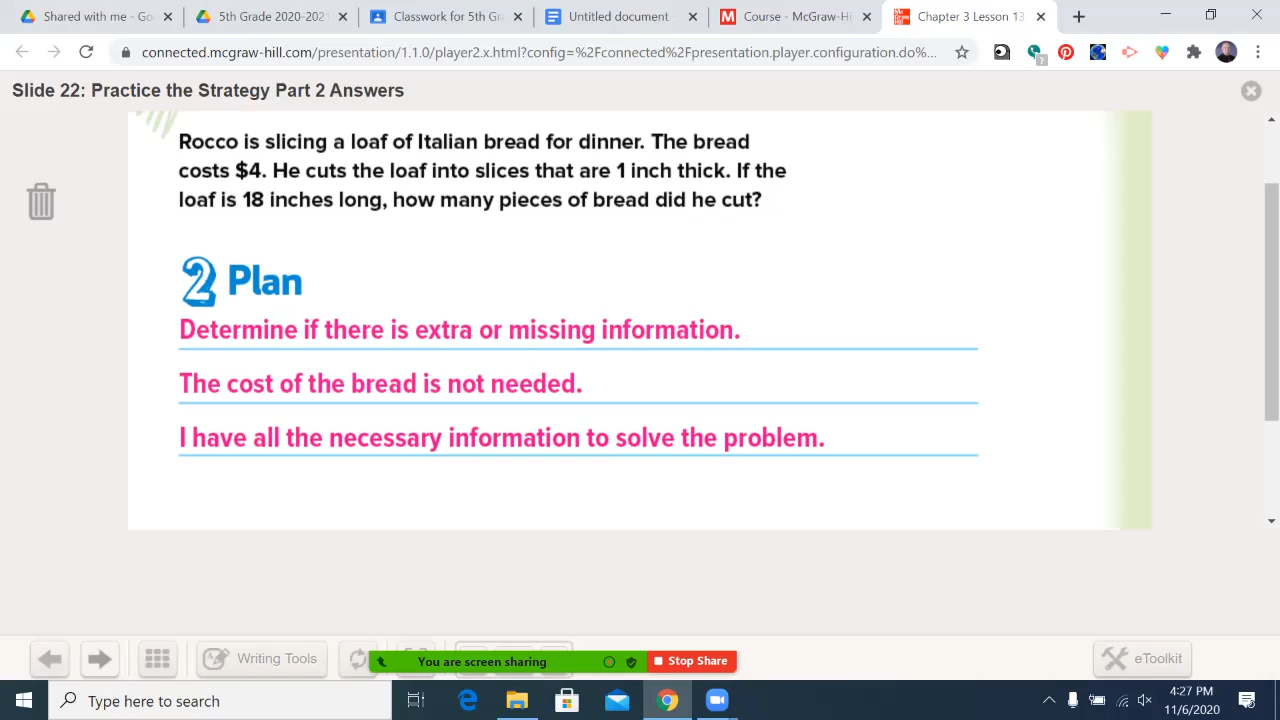 Shared with me - Go
5th Grade 2020-2021
Classwork for 5th Gr
Untitled document
Course - McGraw-Hi
Chapter 3 Lesson 13
connected.mcgraw-hill.com/presentation/1.1.0/player2.x.html?config=%2Fconnected%2Fpresentation.player.configuration.do%...
Slide 22: Practice the Strategy Part 2 Answers
Rocco is slicing a loaf of Italian bread for dinner. The bread
costs $4. He cuts the loaf into slices that are 1 inch thick. If the
loaf is 18 inches long, how many pieces of bread did he cut?
2 Plan
Determine if there is extra or missing information.
The cost of the bread is not needed.
I have all the necessary information to solve the problem.
Writing Tools
You are screen sharing
Stop Share
eToolkit
Type here to search
4:27 PM
11/6/2020